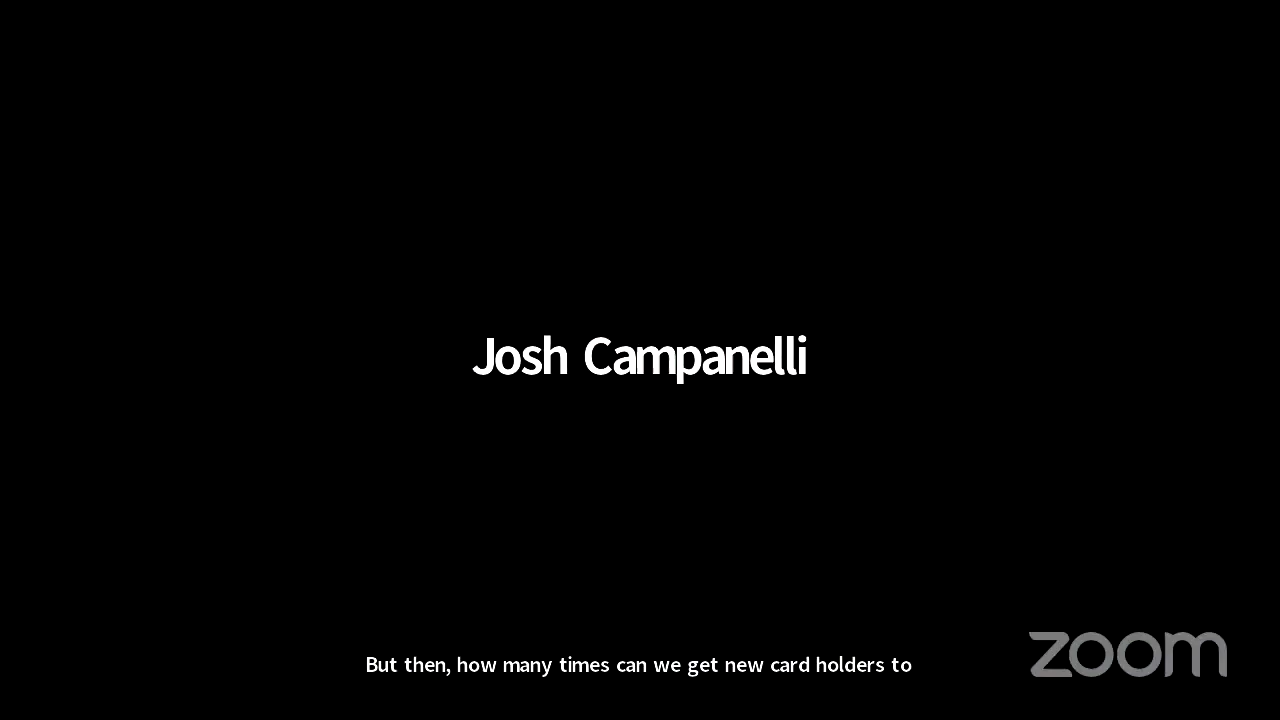 Josh Campanelli
But then, how many times can we get new card holders to
zoom